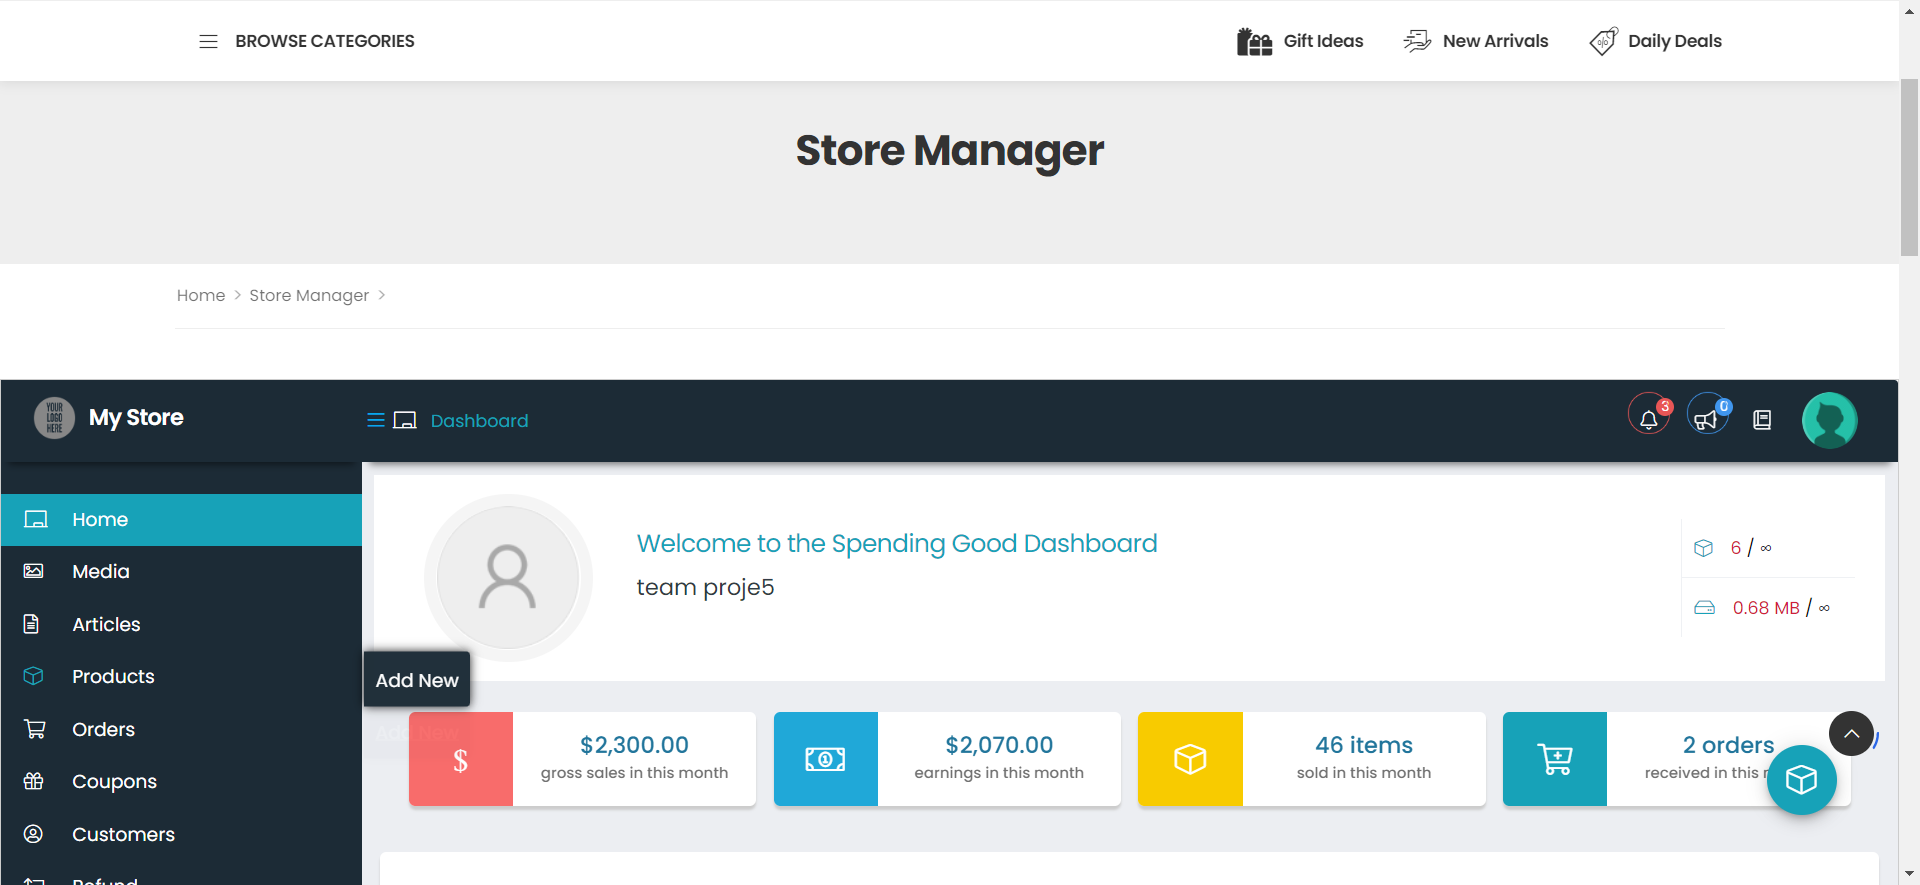 BROWSE CATEGORIES
Gift Ideas
New Arrivals
Daily Deals
Store Manager
Home > Store Manager >
YOUR
LOGO
HERE
My Store
Dashboard
3
0
Home
Media
Articles
Products
Orders
Coupons
Customers
Refund
Welcome to the Spending Good Dashboard
team proje5
6 / ∞
0.68 MB / ∞
Add New
Add New
$
$2,300.00
gross sales in this month
1
$2,070.00
earnings in this month
46 items
sold in this month
2 orders
received in this